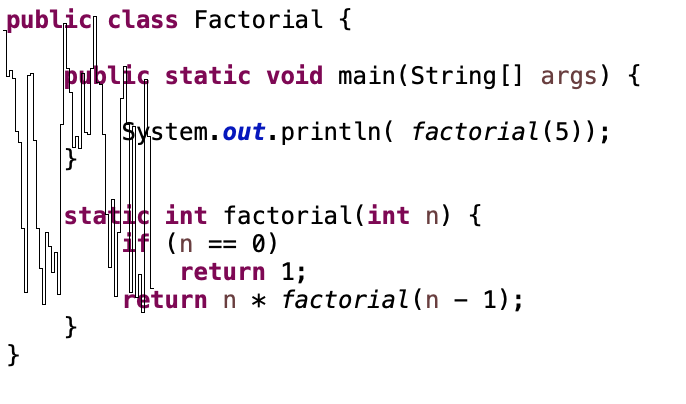 public class Factorial {
public static void main(String[] args) {
System.out.println( factorial(5));
}
static int factorial(int n) {
if (n == 0)
return 1;
return n * factorial(n - 1);
}
}